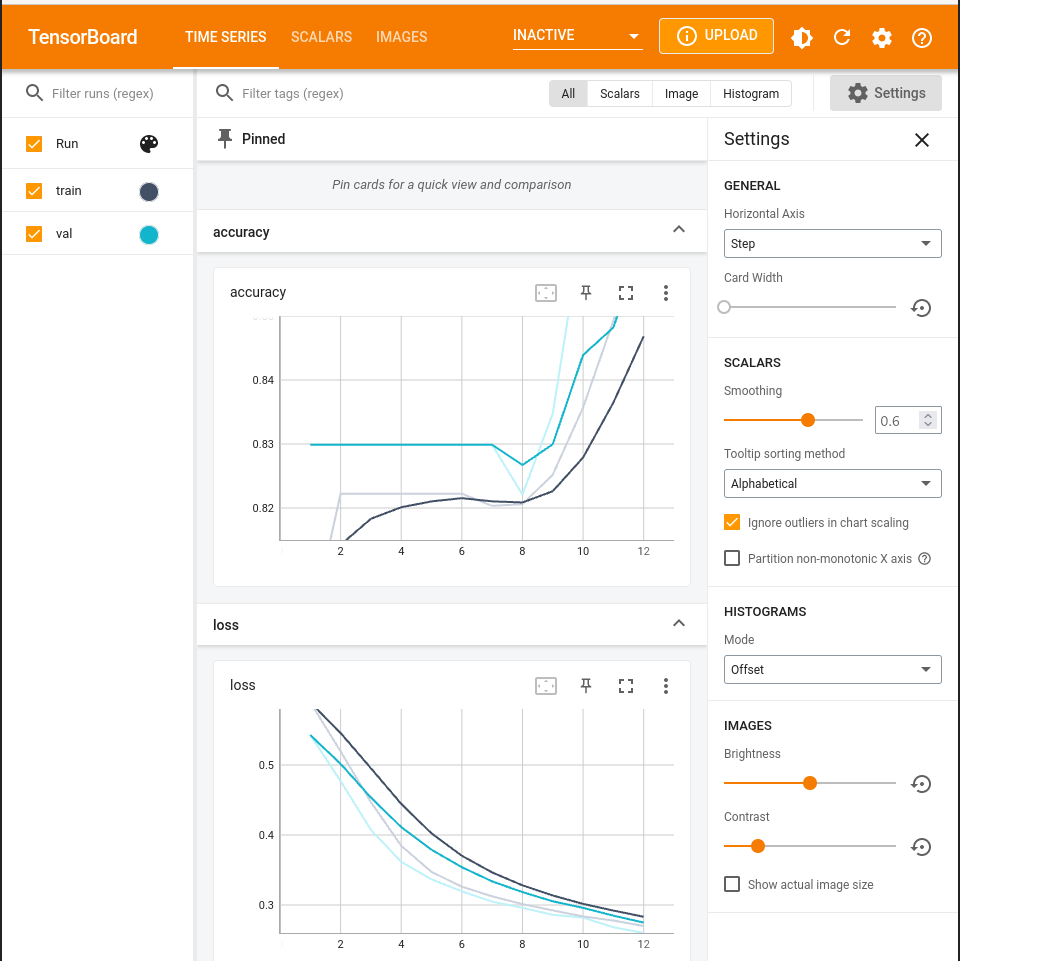 TensorBoard TIME SERIES SCALARS IMAGES INACTIVE UPLOAD
Filter runs (regex)
Filter tags (regex) All Scalars Image Histogram Settings
Run
train
val
Pinned
Pin cards for a quick view and comparison
accuracy
accuracy
0.84
0.83
0.82
2 4 6 8 10 12
loss
loss
0.5
0.4
0.3
2 4 6 8 10 12
Settings
GENERAL
Horizontal Axis
Step
Card Width
SCALARS
Smoothing
0.6
Tooltip sorting method
Alphabetical
Ignore outliers in chart scaling
Partition non-monotonic X axis
HISTOGRAMS
Mode
Offset
IMAGES
Brightness
Contrast
Show actual image size